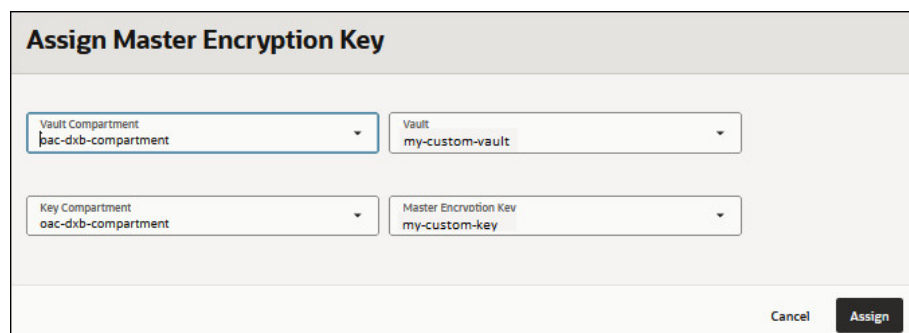 Assign Master Encryption Key
Vault Compartment
oac-dxb-compartment
Vault
my-custom-vault
Key Compartment
oac-dxb-compartment
Master Encryption Key
my-custom-key
Cancel
Assign